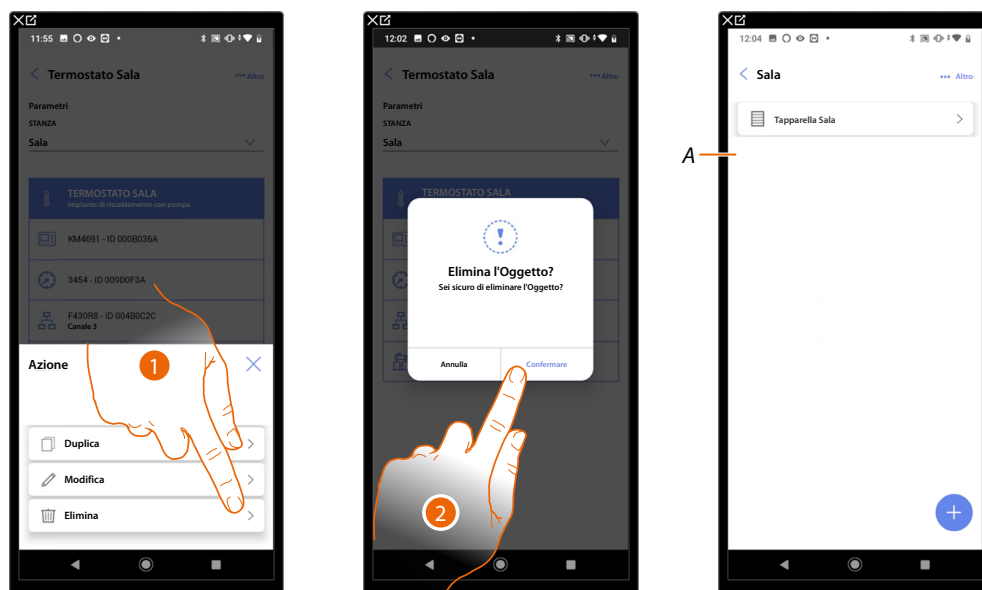 11:55
Termostato Sala
••• Altro
Parametri
STANZA
Sala
TERMOSTATO SALA
Impianto di riscaldamento con pompa
KM4691 - ID 000B036A
3454 - ID 009D0F3A
F430R8 - ID 004B0C2C
Canale 3
Azione
1
Duplica
Modifica
Elimina
12:02
Termostato Sala
••• Altro
Parametri
STANZA
Sala
TERMOSTATO SALA
Elimina l'Oggetto?
Sei sicuro di eliminare l'Oggetto?
Annulla
Confermare
2
12:04
Sala
••• Altro
Tapparella Sala
A
+